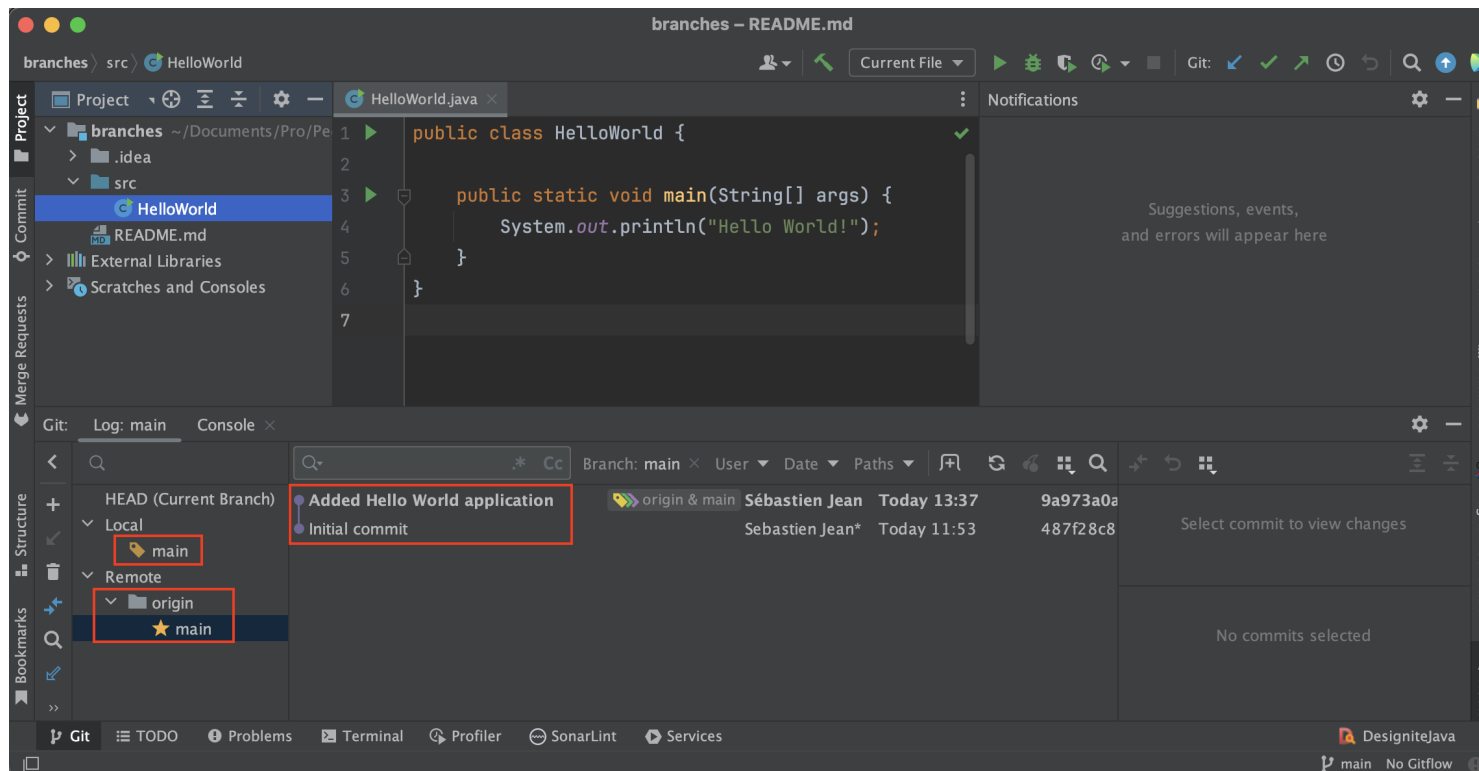 branches – README.md
branches src HelloWorld
Current File
Git:
Project
HelloWorld.java
Notifications
Project
Commit
Merge Requests
Structure
Bookmarks
branches ~/Documents/Pro/Pe
.idea
src
HelloWorld
README.md
External Libraries
Scratches and Consoles
1 public class HelloWorld {
2
3 public static void main(String[] args) {
4 System.out.println("Hello World!");
5 }
6 }
7
Suggestions, events,
and errors will appear here
Git: Log: main Console
.* Cc Branch: main User Date Paths
HEAD (Current Branch)
Local
main
Remote
origin
main
Added Hello World application origin & main Sébastien Jean Today 13:37 9a973a0a
Initial commit Sebastien Jean* Today 11:53 487f28c8
Select commit to view changes
No commits selected
Git TODO Problems Terminal Profiler SonarLint Services DesigniteJava
main No Gitflow